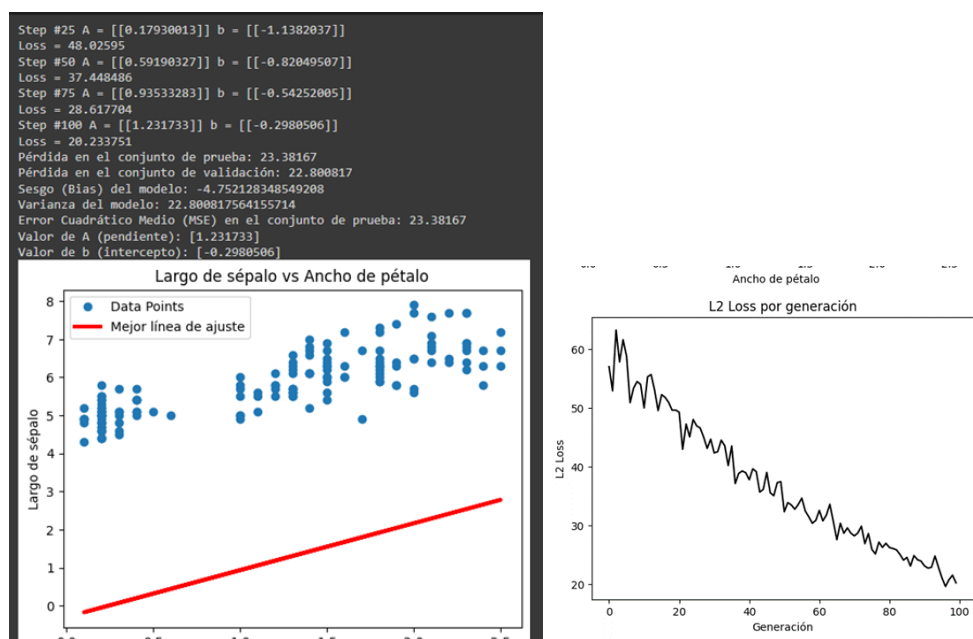 Step #25 A = [[0.17930013]] b = [[-1.1382037]]
Loss = 48.02595
Step #50 A = [[0.59190327]] b = [[-0.82049507]]
Loss = 37.448486
Step #75 A = [[0.93533283]] b = [[-0.54252005]]
Loss = 28.617704
Step #100 A = [[1.231733]] b = [[-0.2980506]]
Loss = 20.233751
Pérdida en el conjunto de prueba: 23.38167
Pérdida en el conjunto de validación: 22.800817
Sesgo (Bias) del modelo: -4.752128348549208
Varianza del modelo: 22.800817564155714
Error Cuadrático Medio (MSE) en el conjunto de prueba: 23.38167
Valor de A (pendiente): [1.231733]
Valor de b (intercepto): [-0.2980506]
Largo de sépalo vs Ancho de pétalo
Data Points
Mejor línea de ajuste
8
7
6
5
4
3
2
1
0
Largo de sépalo
Ancho de pétalo
L2 Loss por generación
60
50
40
30
20
L2 Loss
0 20 40 60 80 100
Generación